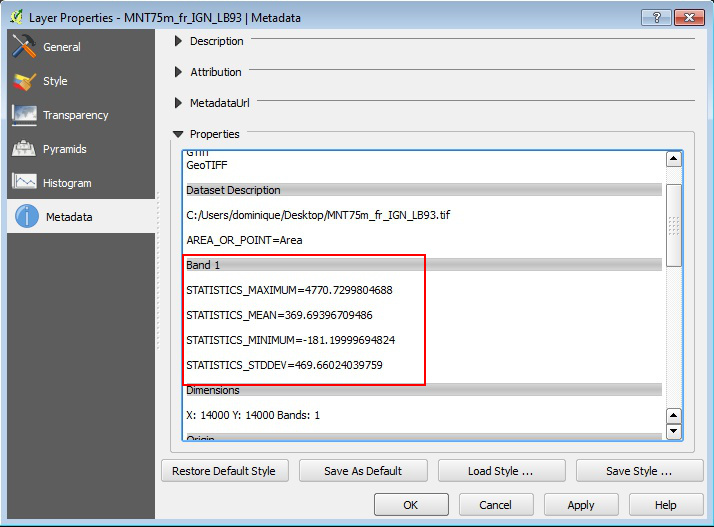 Layer Properties - MNT75m_fr_IGN_LB93 | Metadata
General
Style
Transparency
Pyramids
Histogram
Metadata
Description
Attribution
MetadataUrl
Properties
GTiff
GeoTIFF
Dataset Description
C:/Users/dominique/Desktop/MNT75m_fr_IGN_LB93.tif
AREA_OR_POINT=Area
Band 1
STATISTICS_MAXIMUM=4770.7299804688
STATISTICS_MEAN=369.69396709486
STATISTICS_MINIMUM=-181.19999694824
STATISTICS_STDDEV=469.66024039759
Dimensions
X: 14000 Y: 14000 Bands: 1
Origin
Restore Default Style
Save As Default
Load Style ...
Save Style ...
OK
Cancel
Apply
Help